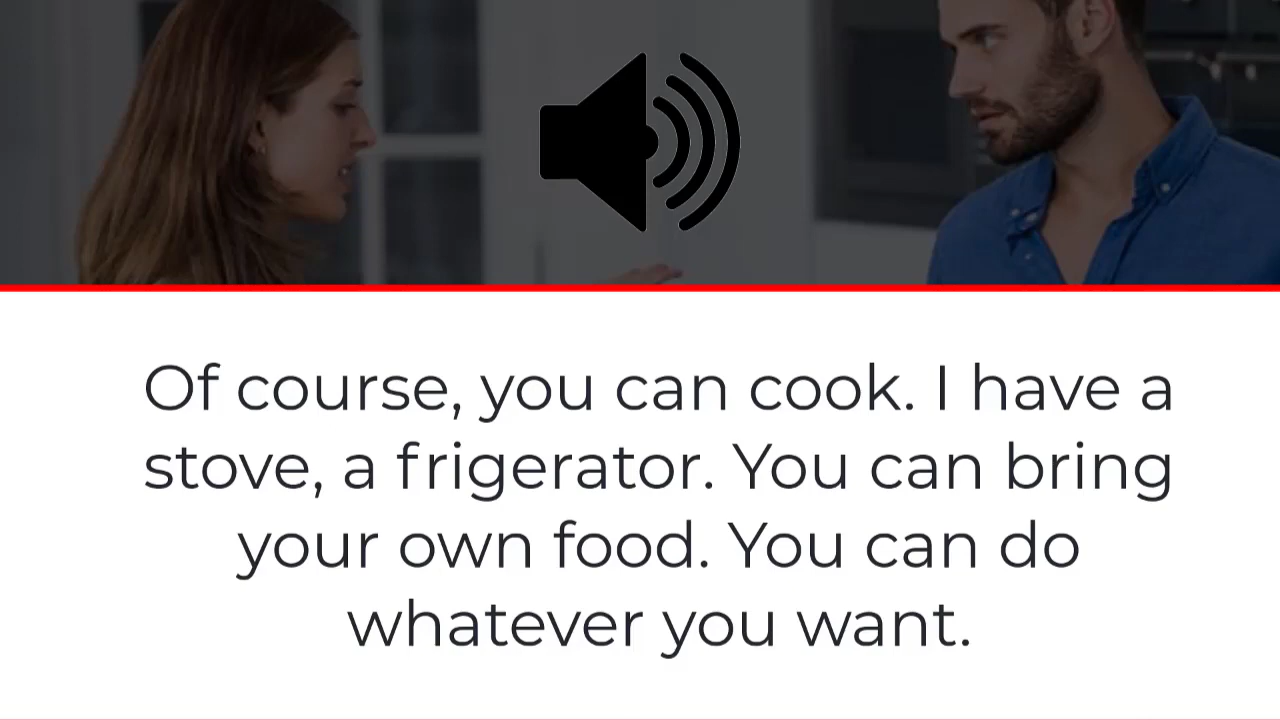 Of course, you can cook. I have a
stove, a frigerator. You can bring
your own food. You can do
whatever you want.